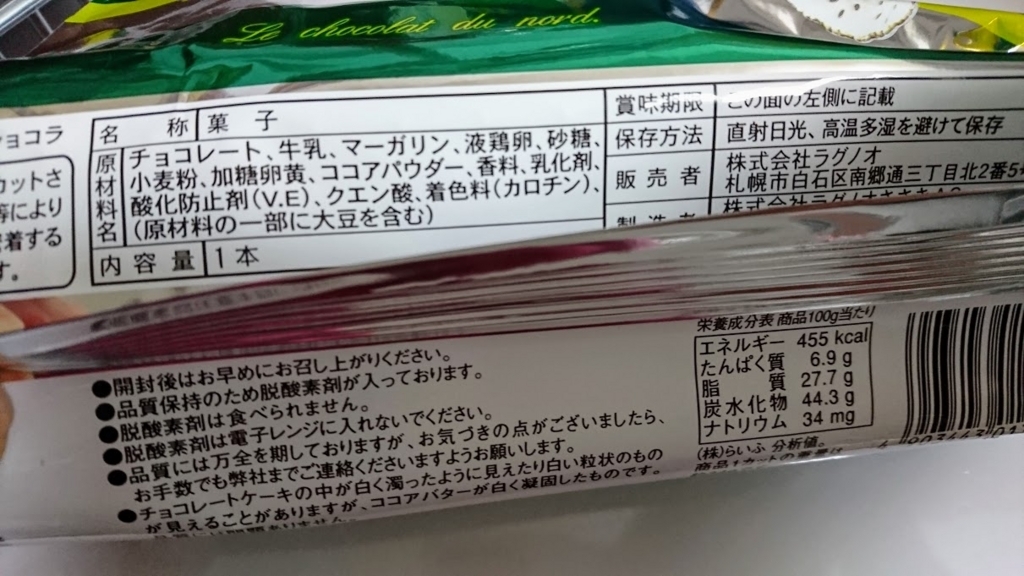 Le chocolat du nord.
ョコラ
カットさ
等により
着する
す。
名称 菓子
原材料名 チョコレート、牛乳、マーガリン、液鶏卵、砂糖、
小麦粉、加糖卵黄、ココアパウダー、香料、乳化剤、
酸化防止剤(V.E)、クエン酸、着色料(カロチン)、
(原材料の一部に大豆を含む)
内容量 1本
賞味期限 この面の左側に記載
保存方法 直射日光、高温多湿を避けて保存
販売者 株式会社ラグノオ
札幌市白石区南郷通三丁目北2番5
製造者 株式会社ラグノオささき
●開封後はお早めにお召し上がりください。
●品質保持のため脱酸素剤が入っております。
●脱酸素剤は食べられません。
●脱酸素剤は電子レンジに入れないでください。
●品質には万全を期しておりますが、お気づきの点がございましたら、
お手数でも弊社までご連絡くださいますようお願いします。
●チョコレートケーキの中が白く濁ったように見えたり白い粒状のもの
が見えることがありますが、ココアバターが白く凝固したものです。
栄養成分表 商品100g当たり
エネルギー 455 kcal
たんぱく質 6.9 g
脂質 27.7 g
炭水化物 44.3 g
ナトリウム 34 mg
(株)らいふ 分析値。